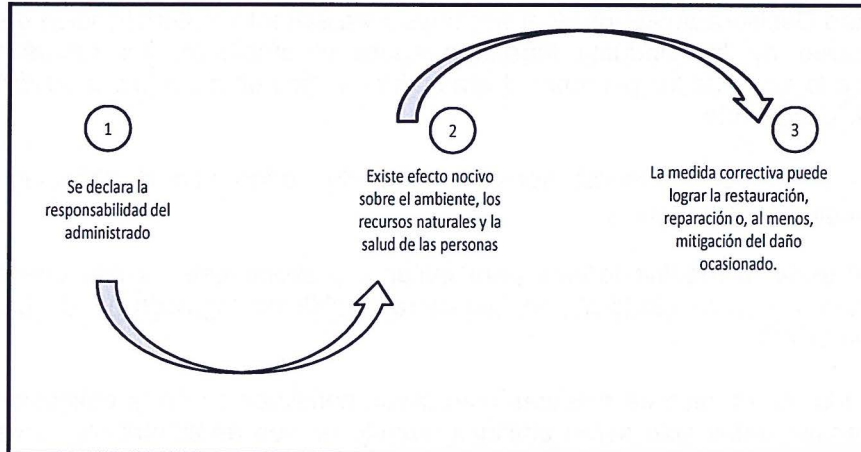 1
Se declara la
responsabilidad del
administrado
2
Existe efecto nocivo
sobre el ambiente, los
recursos naturales y la
salud de las personas
3
La medida correctiva puede
lograr la restauración,
reparación o, al menos,
mitigación del daño
ocasionado.